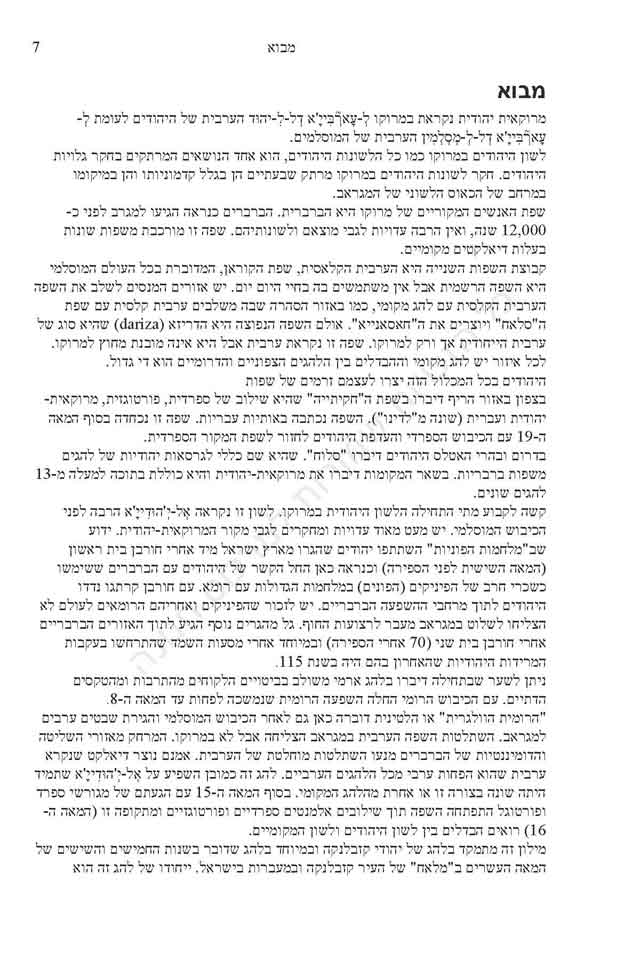 7 מבוא
מבוא
מרוקאית יהודית נקראת במרוקו לְ-עָארֿבִּייָ'א דְל-לְ-יהוּד הערבית של היהודים לעומת לְ-
עָארֿבִּייָ'א דְל-לְ-מְסַלְמִין הערבית של המוסלמים.
לשון היהודים במרוקו כמו כל הלשונות היהודים, הוא אחד הנושאים המרתקים בחקר גלויות
היהודים. חקר לשונות היהודים במרוקו מרתק שבעתיים הן בגלל קדמוניותו והן במיקומו
במרחב של הכאוס הלשוני של המגראב.
שפת האנשים המקוריים של מרוקו היא הברברית. הברברים כנראה הגיעו למגרב לפני כ-
12,000 שנה, ואין הרבה עדויות לגבי מוצאם ולשונותיהם. שפה זו מורכבת משפות שונות
בעלות דיאלקטים מקומיים.
קבוצת השפות השנייה היא הערבית הקלאסית, שפת הקוראן, המדוברת בכל העולם המוסלמי
היא השפה הרשמית אבל אין משתמשים בה בחיי היום יום. יש אזורים המנסים לשלב את השפה
הערבית הקלסית עם להג מקומי, כמו באזור הסהרה שבה משלבים ערבית קלסית עם שפת
ה"סלאח" ויוצרים את ה"חאסאנייא". אולם השפה הנפוצה היא הדריזא (dariza) שהיא סוג של
ערבית הייחודית אך ורק למרוקו. שפה זו נקראת ערבית אבל היא אינה מובנת מחוץ למרוקו.
לכל איזור יש להג מקומי וההבדלים בין הלהגים הצפוניים והדרומיים הוא די גדול.
היהודים בכל המכלול הזה יצרו לעצמם זרמים של שפות
בצפון באזור הריף דיברו בשפת ה"חקיתייה" שהיא שילוב של ספרדית, פורטוגזית, מרוקאית-
יהודית ועברית (שונה מ"לדינו"). השפה נכתבה באותיות עבריות. שפה זו נכחדה בסוף המאה
ה-19 עם הכיבוש הספרדי והעדפת היהודים לחזור לשפת המקור הספרדית.
בדרום ובהרי האטלס היהודים דיברו "סלוח". שהיא שם כללי לגרסאות יהודיות של להגים
משפות ברבריות. בשאר המקומות דיברו את מרוקאית-יהודית והיא כוללת בתוכה למעלה מ-13
להגים שונים.
קשה לקבוע מתי התחילה הלשון היהודית במרוקו. לשון זו נקראה אֶל-יְ'הוּדִייָ'א הרבה לפני
הכיבוש המוסלמי. יש מעט מאוד עדויות ומחקרים לגבי מקור המרוקאית-יהודית. ידוע
שב"מלחמות הפוניות" השתתפו יהודים שהגרו מארץ ישראל מיד אחרי חורבן בית ראשון
(המאה השישית לפני הספירה) וכנראה כאן החל הקשר של היהודים עם הברברים ששימשו
כשכרי חרב של הפיניקים (הפונים) במלחמות הגדולות עם רומא. עם חורבן קרתגו נדדו
היהודים לתוך מרחבי ההשפעה הברבריים. יש לזכור שהפיניקים ואחריהם הרומאים לעולם לא
הצליחו לשלוט במגראב מעבר לרצועות החוף. גל מהגרים נוסף הגיע לתוך האזורים הברבריים
אחרי חורבן בית שני (70 אחרי הספירה) ובמיוחד אחרי מסעות השמד שהתרחשו בעקבות
המרידות היהודיות שהאחרון בהם היה בשנת 115.
ניתן לשער שבתחילה דיברו בלהג ארמי משולב בביטויים הלקוחים מהתרבות ומהטקסים
הדתיים. עם הכיבוש הרומי החלה השפעה הרומית שנמשכה לפחות עד המאה ה-8.
"הרומית הוולגרית" או הלטינית דוברה כאן גם לאחר הכיבוש המוסלמי והגירת שבטים ערבים
למגראב. השתלטות השפה הערבית במגראב הצליחה אבל לא במרוקו. המרחק מאזורי השליטה
והדומיננטיות של הברברים מנעו השתלטות מוחלטת של הערבית. אמנם נוצר דיאלקט שנקרא
ערבית שהוא הפחות ערבי מכל הלהגים הערביים. להג זה כמובן השפיע על אֶל-יְ'הוּדִייָ'א שתמיד
היתה שונה בצורה זו או אחרת מהלהג המקומי. בסוף המאה ה-15 עם הגעתם של מגורשי ספרד
ופורטוגל התפתחה השפה תוך שילובים אלמנטים ספרדיים ופורטוגזיים ומתקופה זו (המאה ה-
16) רואים הבדלים בין לשון היהודים ולשון המקומיים.
מילון זה מתמקד בלהג של יהודי קזבלנקה ובמיוחד בלהג שדובר בשנות החמישים והשישים של
המאה העשרים ב"מלאח" של העיר קזבלנקה ובמעברות בישראל. ייחודו של להג זה הוא